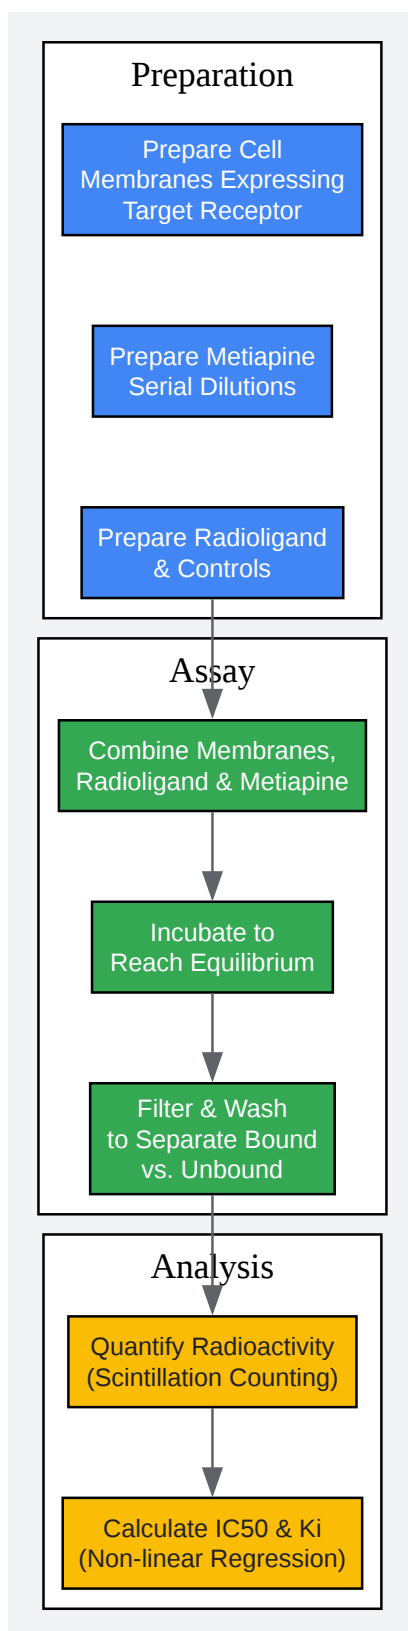 Preparation
Prepare Cell
Membranes Expressing
Target Receptor
Prepare Metiapine
Serial Dilutions
Prepare Radioligand
& Controls
Assay
Combine Membranes,
Radioligand & Metiapine
Incubate to
Reach Equilibrium
Filter & Wash
to Separate Bound
vs. Unbound
Analysis
Quantify Radioactivity
(Scintillation Counting)
Calculate IC50 & Ki
(Non-linear Regression)